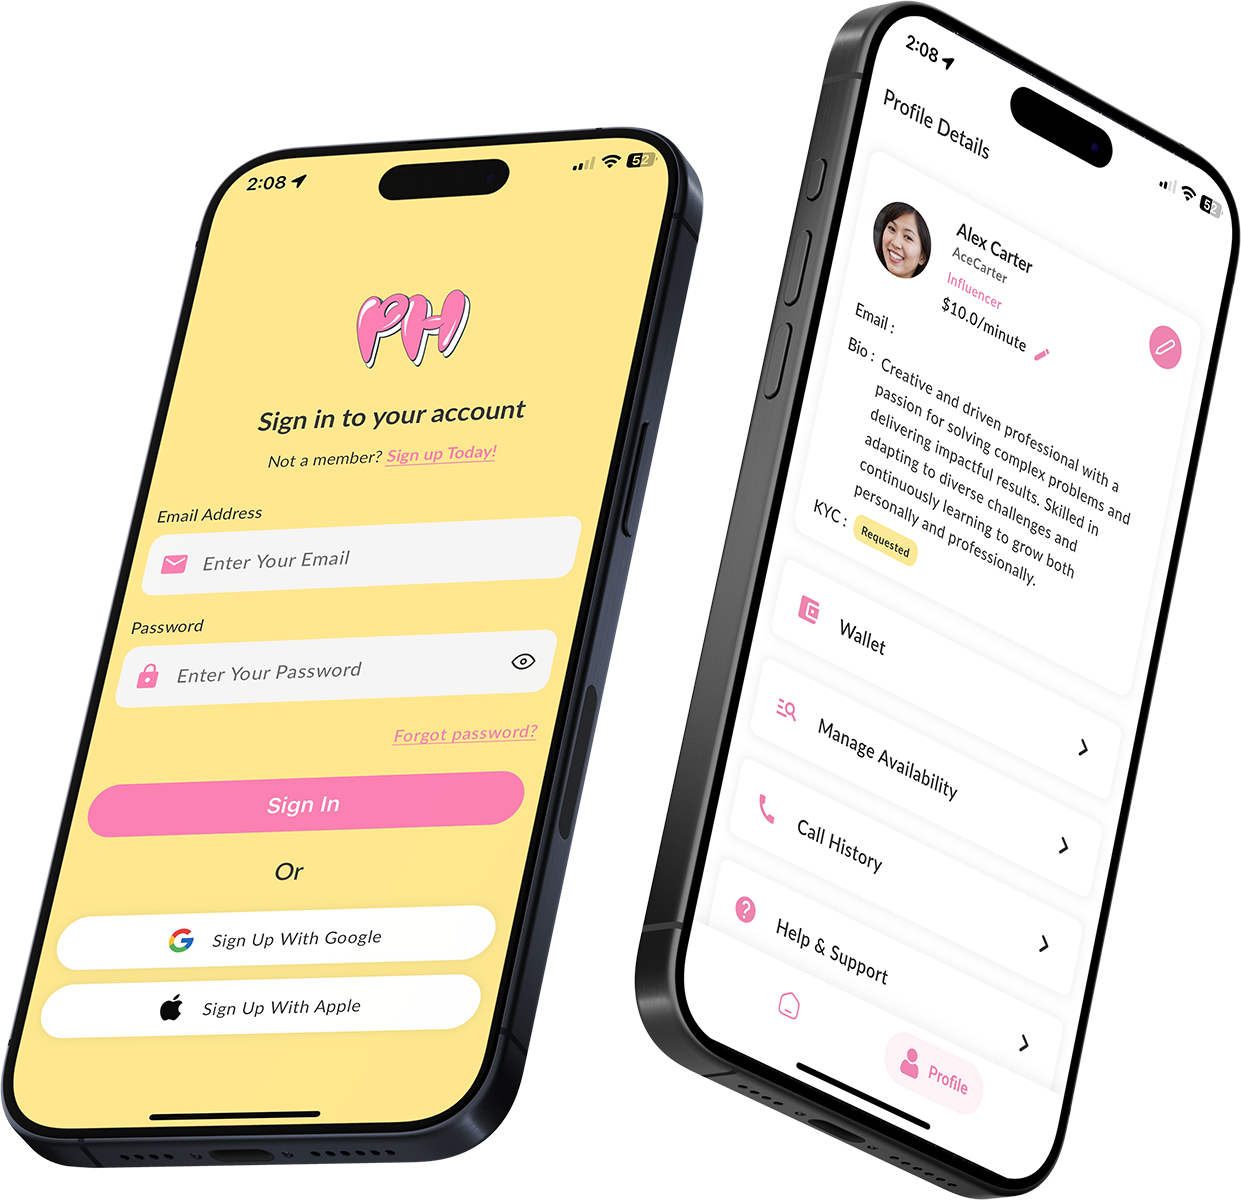 2:08
52
PH
Sign in to your account
Not a member? Sign up Today!
Email Address
Enter Your Email
Password
Enter Your Password
Forgot password?
Sign In
Or
Sign Up With Google
Sign Up With Apple
2:08
52
Profile Details
Alex Carter
AceCarter
Influencer
$10.0/minute
Email :
Bio : Creative and driven professional with a
passion for solving complex problems and
delivering impactful results. Skilled in
adapting to diverse challenges and
continuously learning to grow both
personally and professionally.
KYC : Requested
Wallet
Manage Availability
Call History
Help & Support
Profile